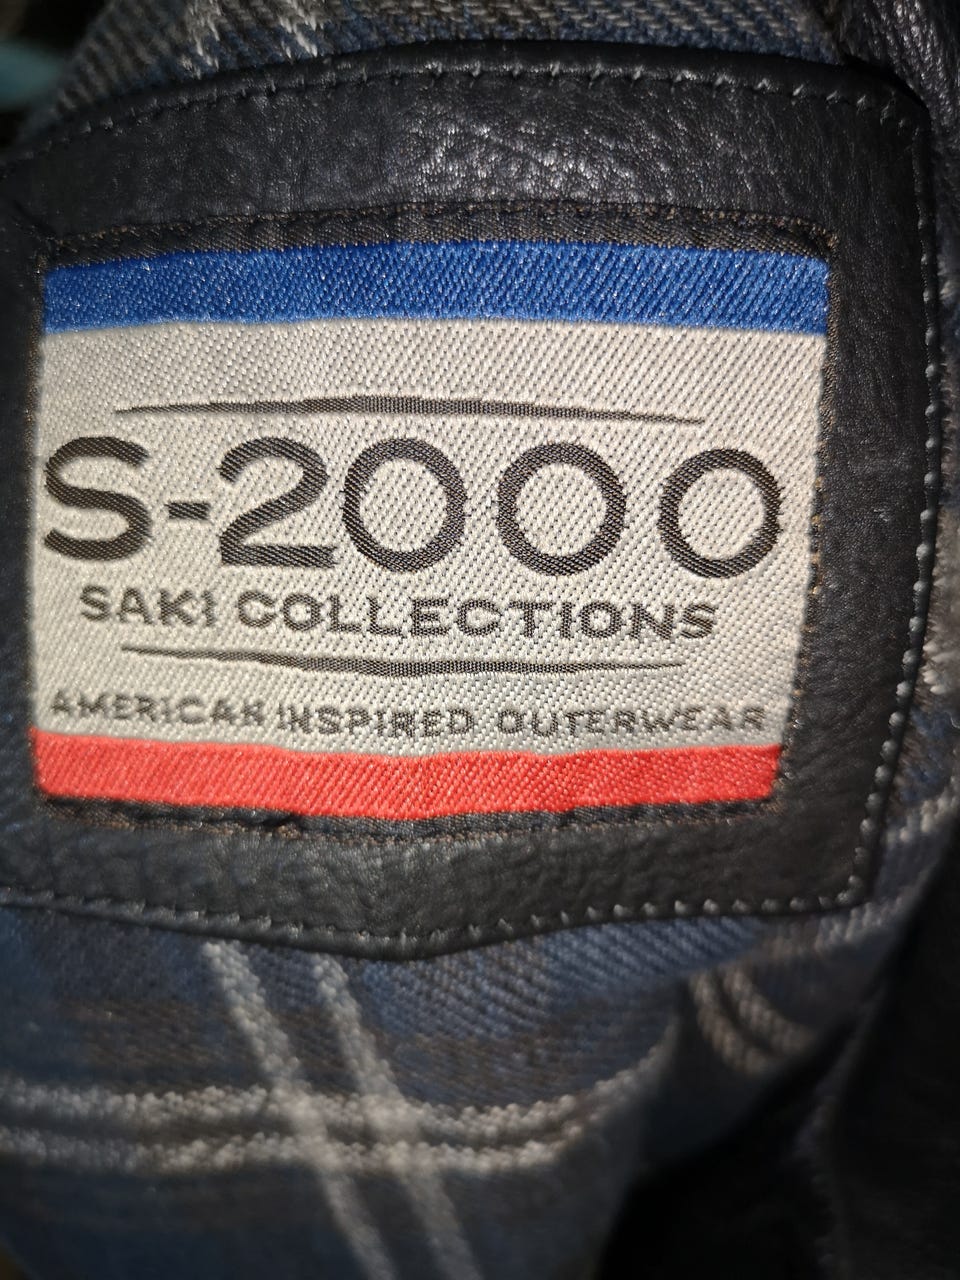 S-2000
SAKI COLLECTIONS
AMERICAN INSPIRED OUTERWEAR